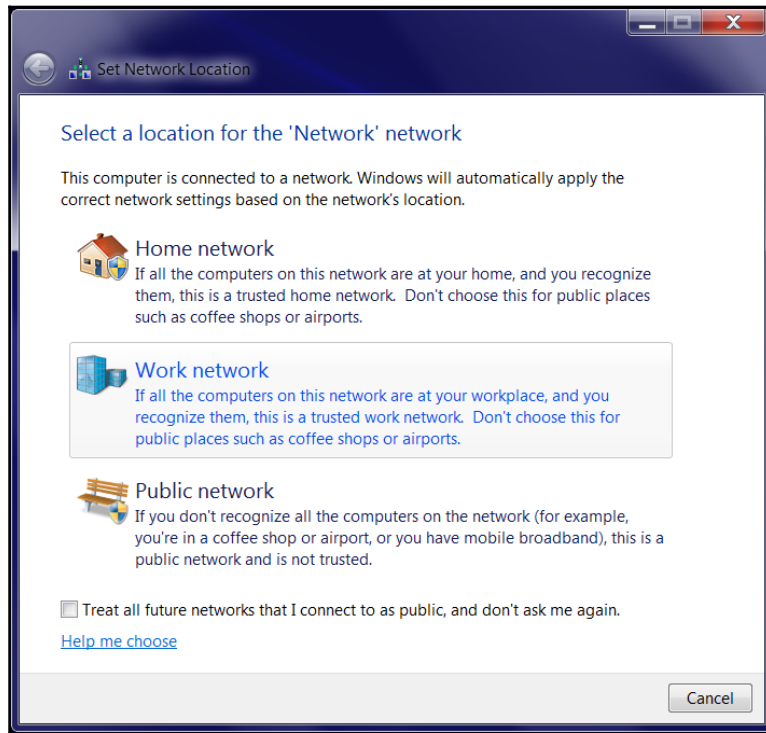 Set Network Location
Select a location for the 'Network' network
This computer is connected to a network. Windows will automatically apply the
correct network settings based on the network's location.
Home network
If all the computers on this network are at your home, and you recognize
them, this is a trusted home network.  Don't choose this for public places
such as coffee shops or airports.
Work network
If all the computers on this network are at your workplace, and you
recognize them, this is a trusted work network.  Don't choose this for
public places such as coffee shops or airports.
Public network
If you don't recognize all the computers on the network (for example,
you're in a coffee shop or airport, or you have mobile broadband), this is a
public network and is not trusted.
Treat all future networks that I connect to as public, and don't ask me again.
Help me choose
Cancel